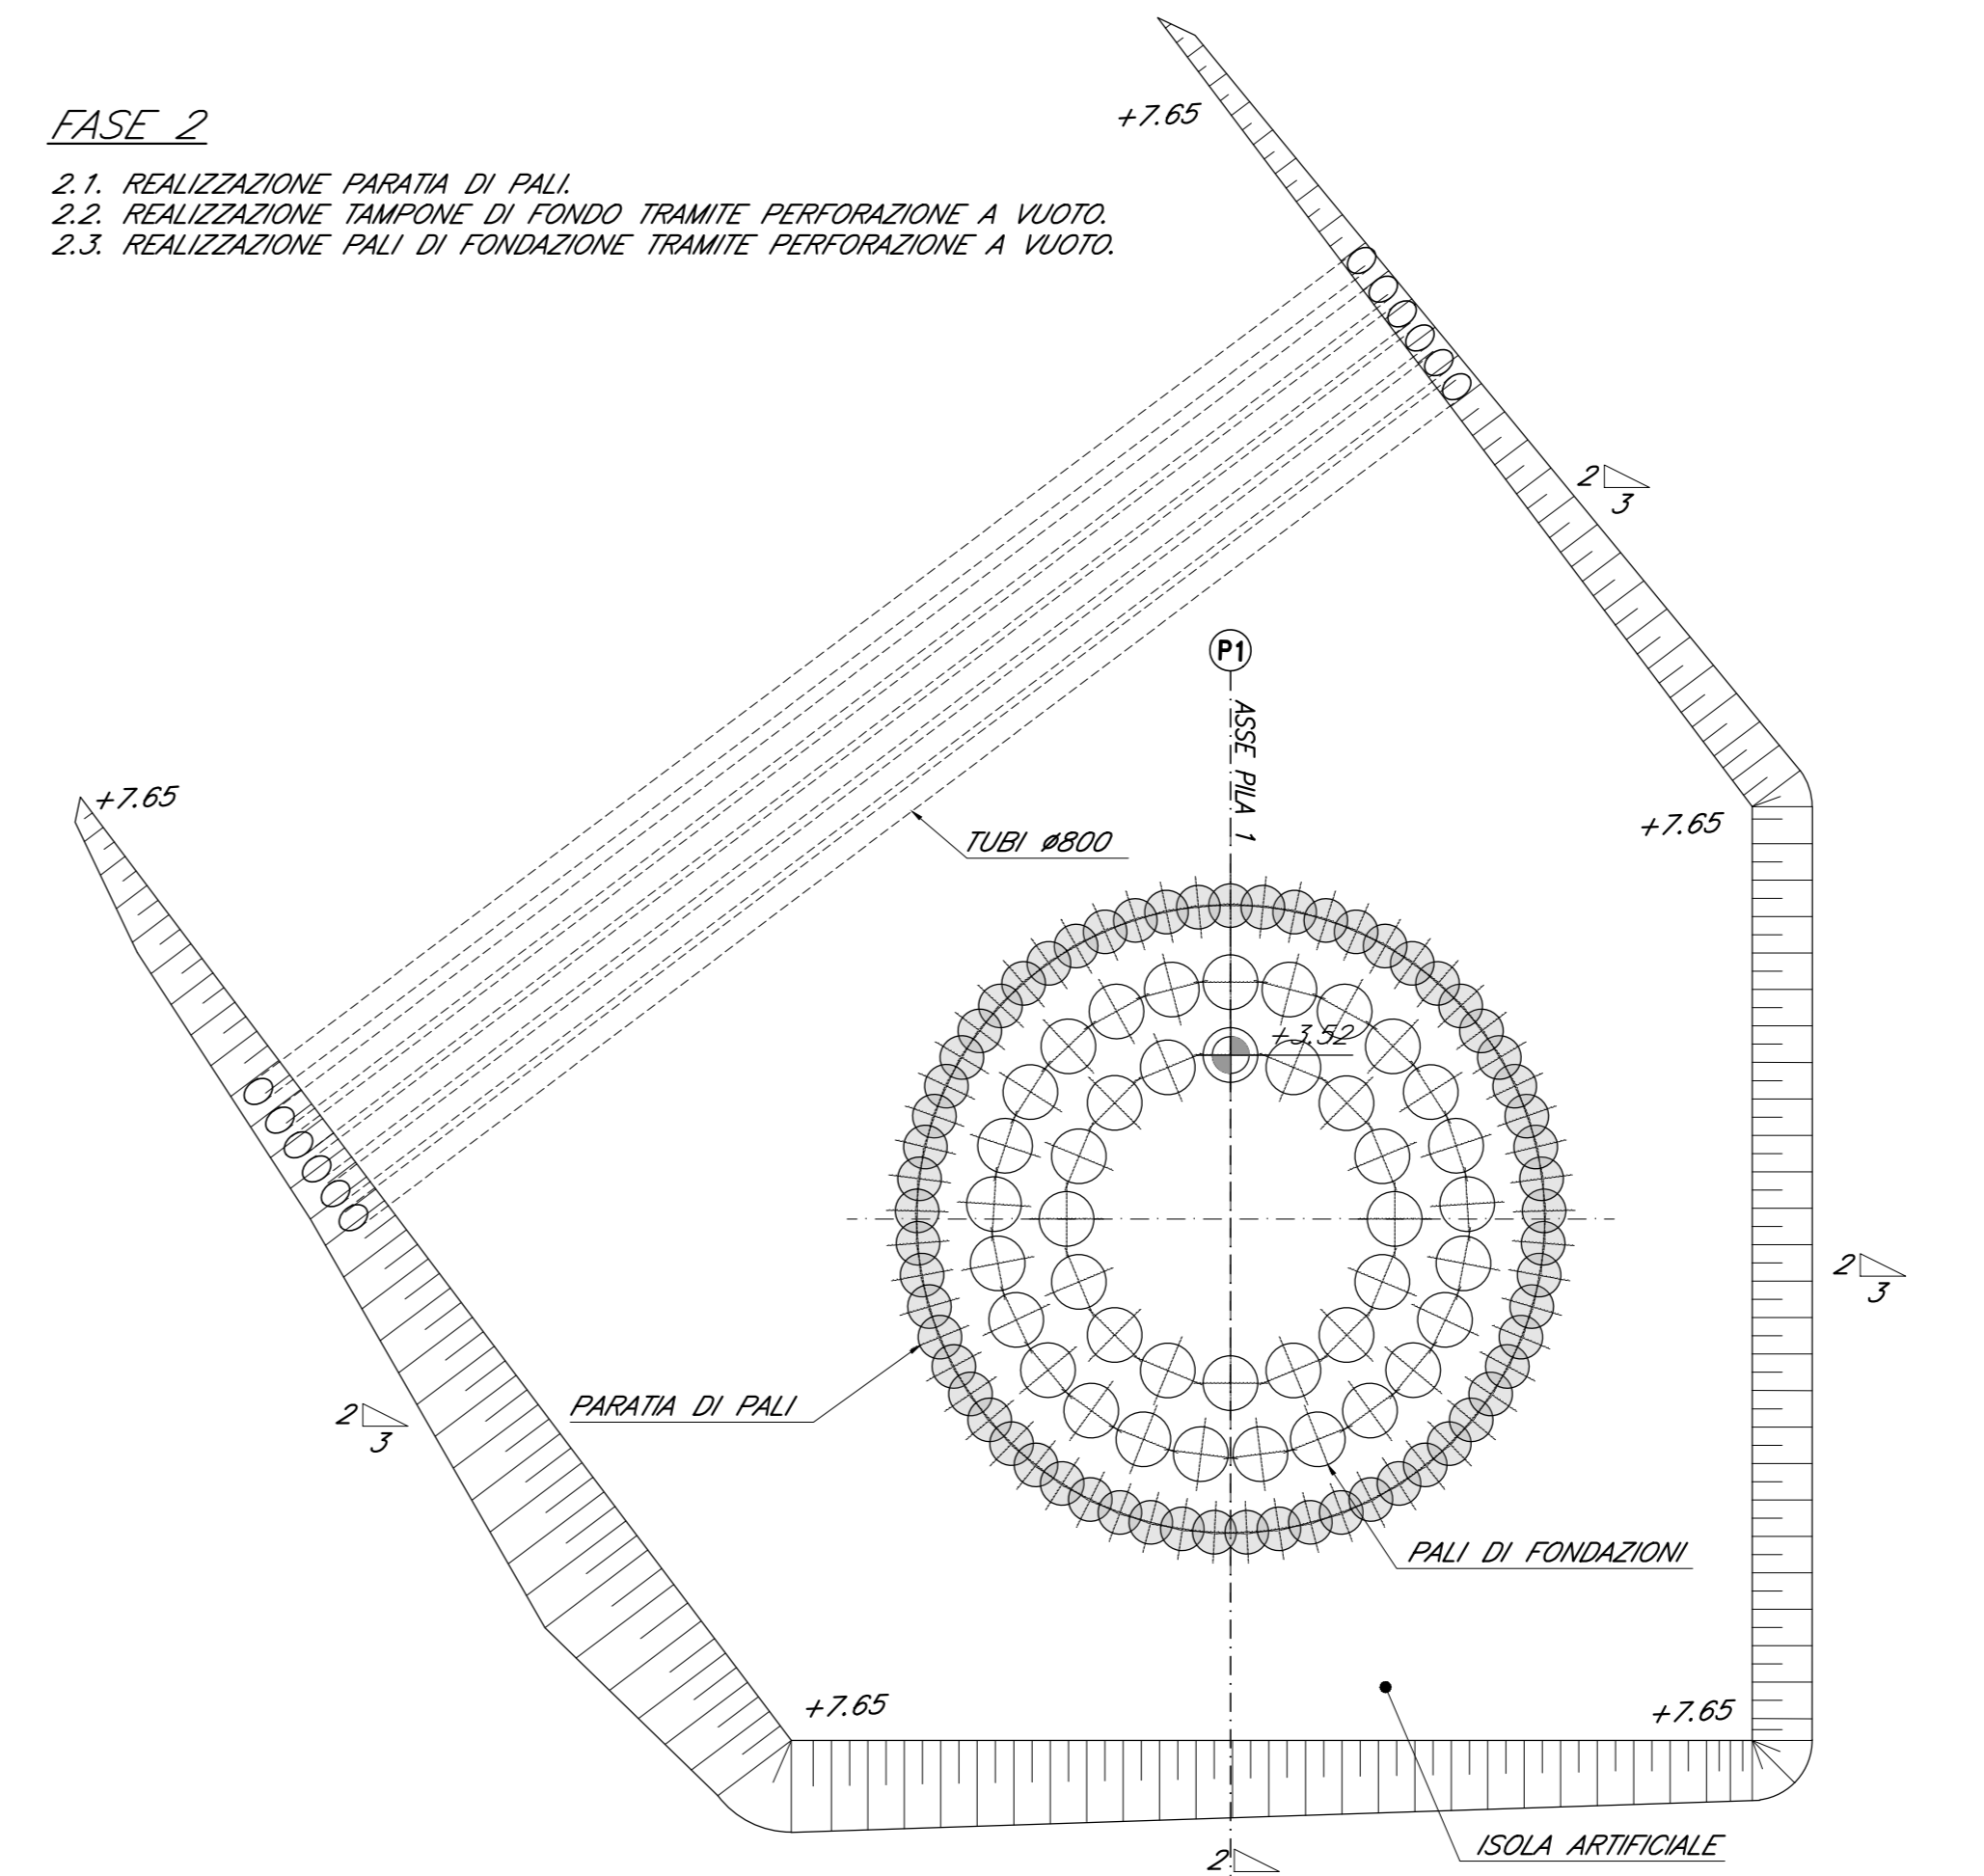 FASE 2
2.1. REALIZZAZIONE PARATIA DI PALI.
2.2. REALIZZAZIONE TAMPONE DI FONDO TRAMITE PERFORAZIONE A VUOTO.
2.3. REALIZZAZIONE PALI DI FONDAZIONE TRAMITE PERFORAZIONE A VUOTO.
+7.65
2
3
P1
ASSE PILA 1
+7.65
TUBI ø800
+7.65
+3.52
2
3
PARATIA DI PALI
2
3
PALI DI FONDAZIONI
+7.65
+7.65
ISOLA ARTIFICIALE
2